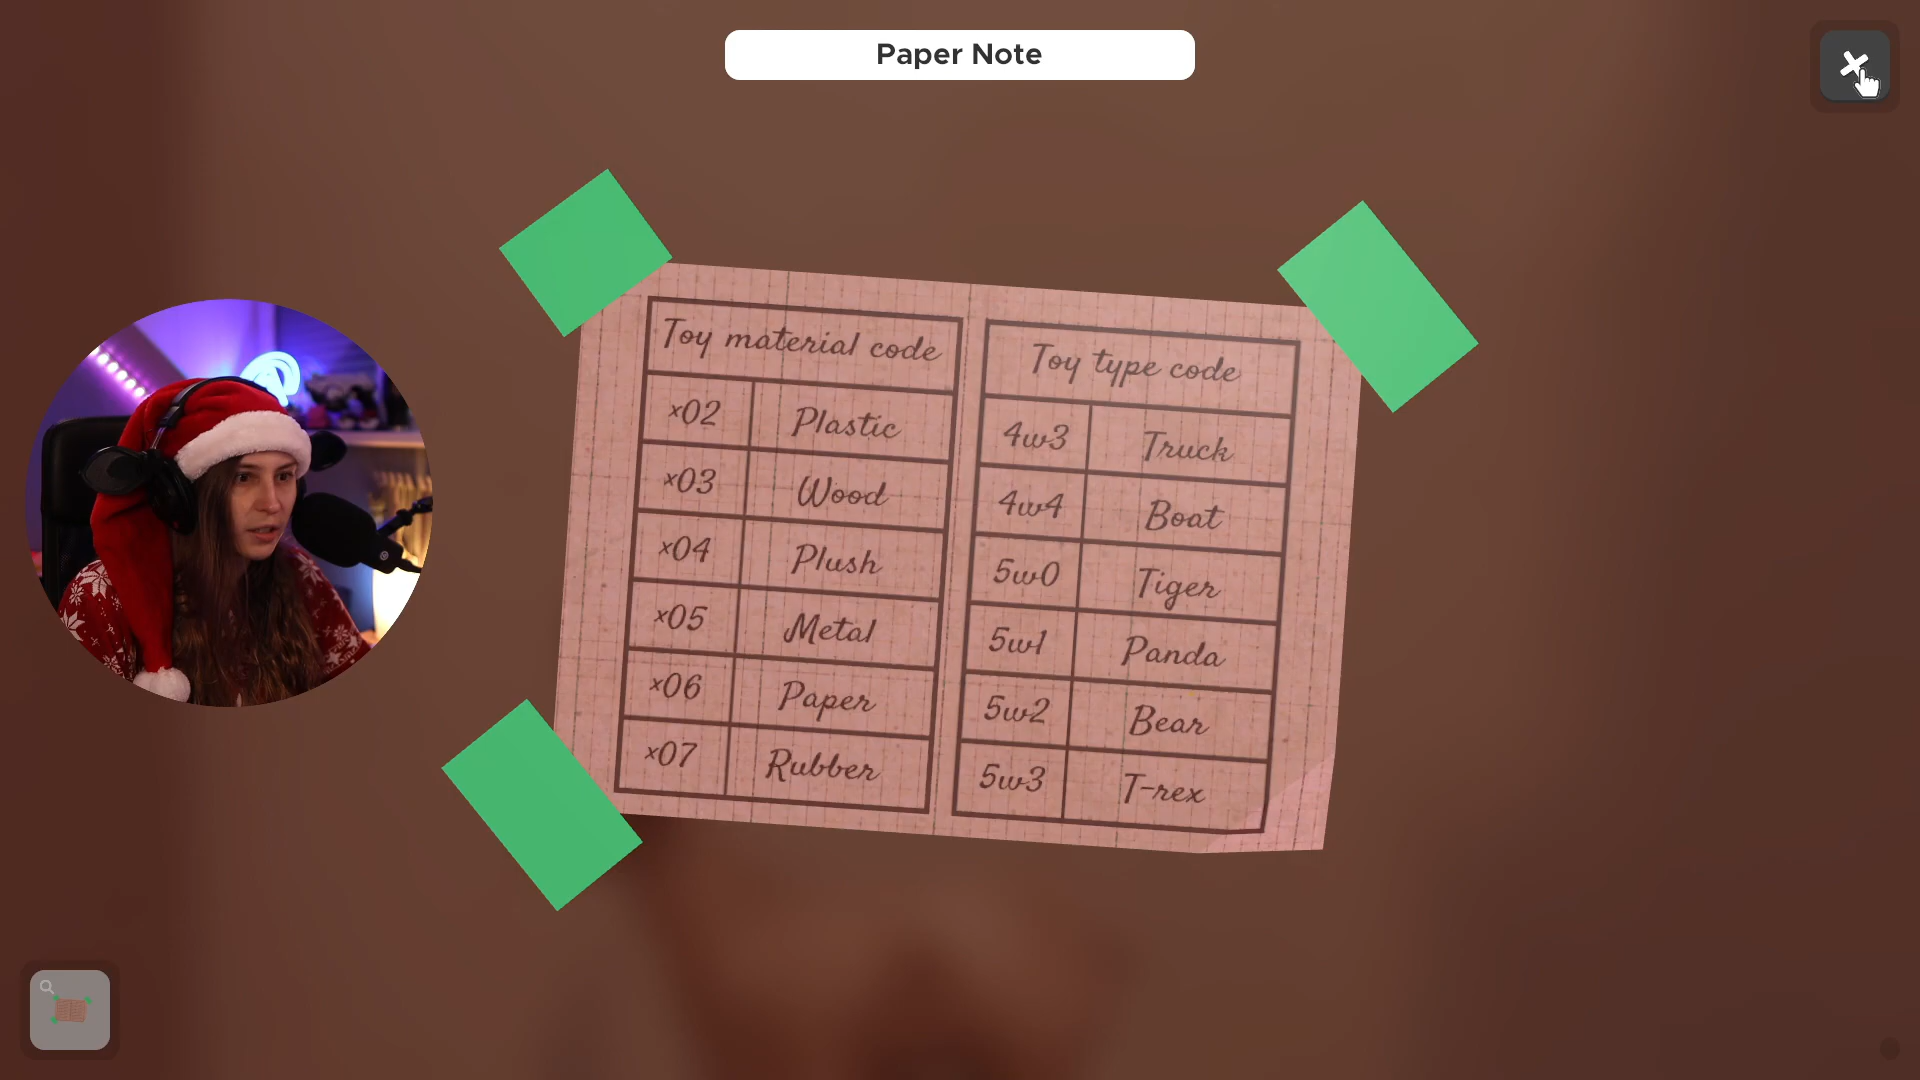 Paper Note
Toy material code
x02 Plastic
x03 Wood
x04 Plush
x05 Metal
x06 Paper
x07 Rubber
Toy type code
4w3 Truck
4w4 Boat
5w0 Tiger
5w1 Panda
5w2 Bear
5w3 T-rex